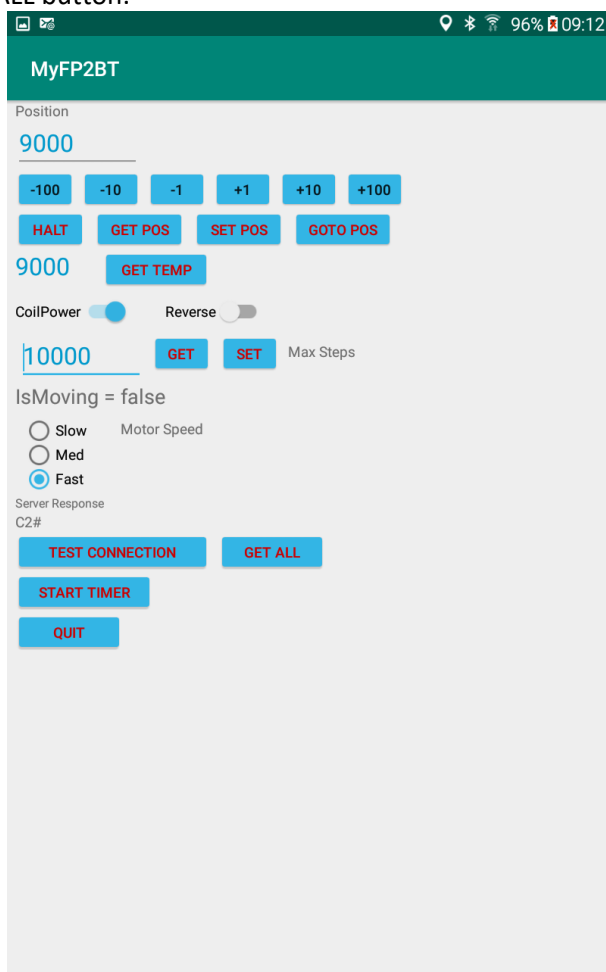 ALL button.
96% 09:12
MyFP2BT
Position
9000
-100 -10 -1 +1 +10 +100
HALT GET POS SET POS GOTO POS
9000 GET TEMP
CoilPower Reverse
10000 GET SET Max Steps
IsMoving = false
Slow Motor Speed
Med
Fast
Server Response
C2#
TEST CONNECTION GET ALL
START TIMER
QUIT